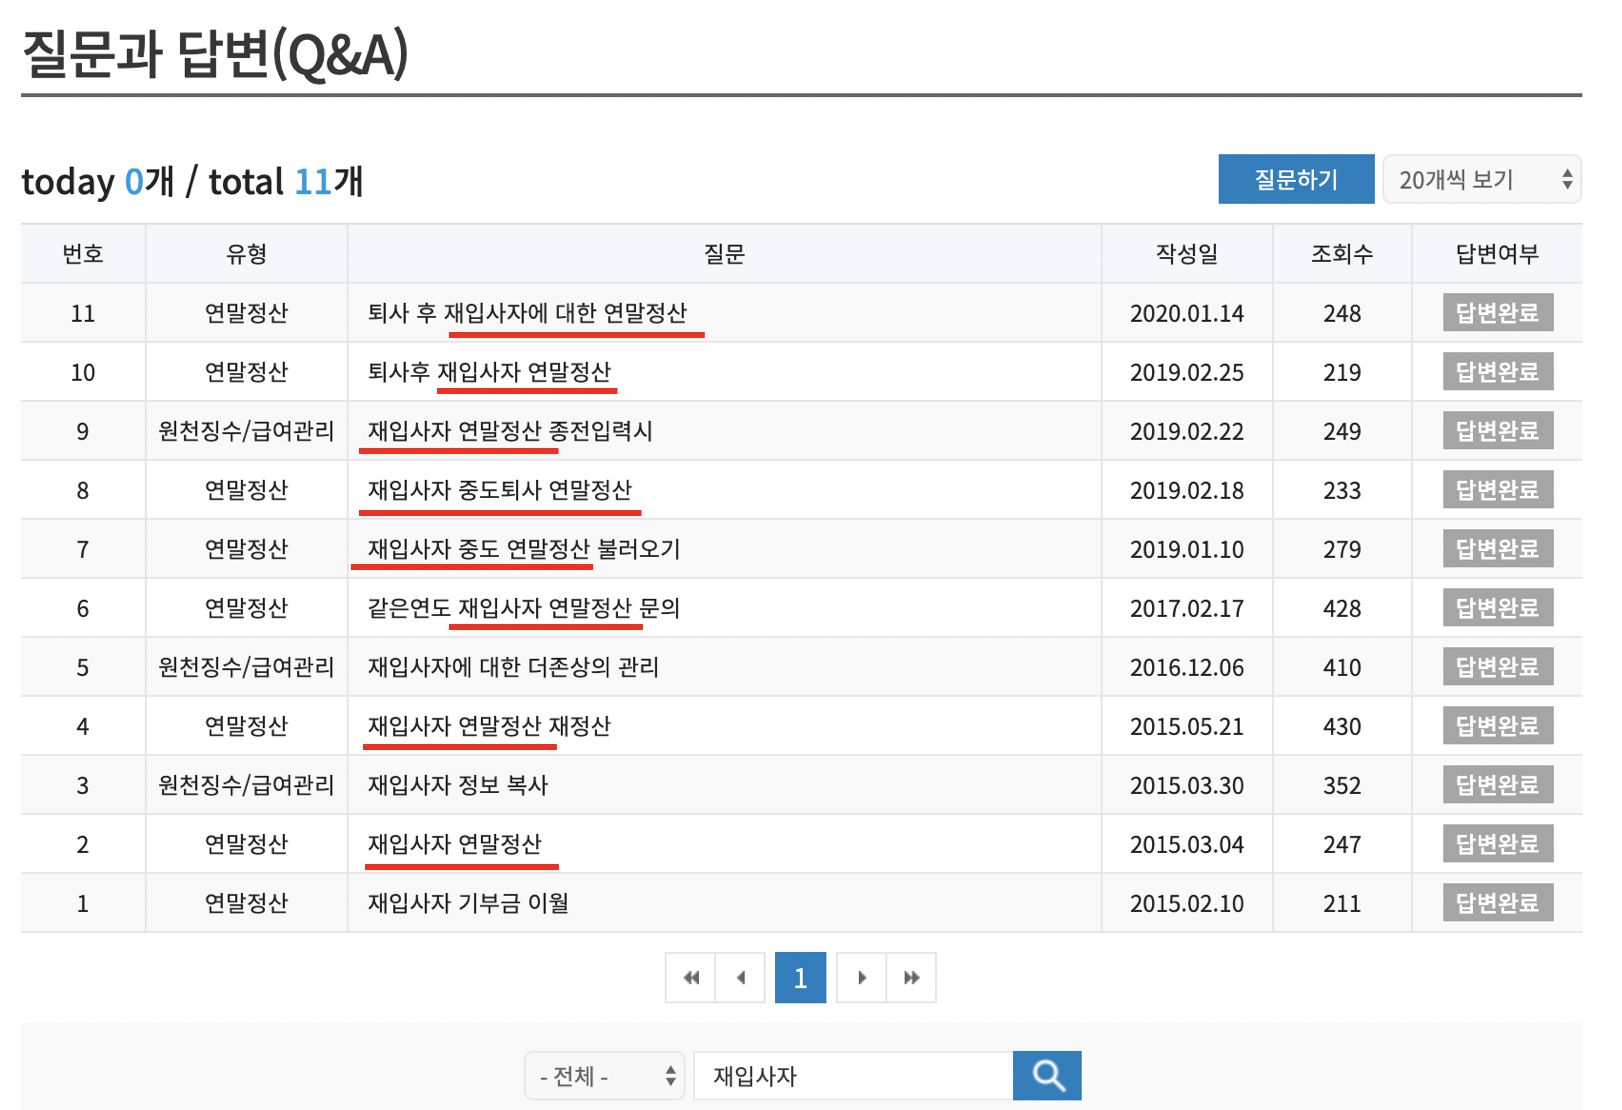 질문과 답변(Q&A)
today 0개 / total 11개
질문하기 20개씩 보기
번호 유형 질문 작성일 조회수 답변여부
11 연말정산 퇴사 후 재입사자에 대한 연말정산 2020.01.14 248 답변완료
10 연말정산 퇴사후 재입사자 연말정산 2019.02.25 219 답변완료
9 원천징수/급여관리 재입사자 연말정산 종전입력시 2019.02.22 249 답변완료
8 연말정산 재입사자 중도퇴사 연말정산 2019.02.18 233 답변완료
7 연말정산 재입사자 중도 연말정산 불러오기 2019.01.10 279 답변완료
6 연말정산 같은연도 재입사자 연말정산 문의 2017.02.17 428 답변완료
5 원천징수/급여관리 재입사자에 대한 더존상의 관리 2016.12.06 410 답변완료
4 연말정산 재입사자 연말정산 재정산 2015.05.21 430 답변완료
3 원천징수/급여관리 재입사자 정보 복사 2015.03.30 352 답변완료
2 연말정산 재입사자 연말정산 2015.03.04 247 답변완료
1 연말정산 재입사자 기부금 이월 2015.02.10 211 답변완료
1
- 전체 - 재입사자